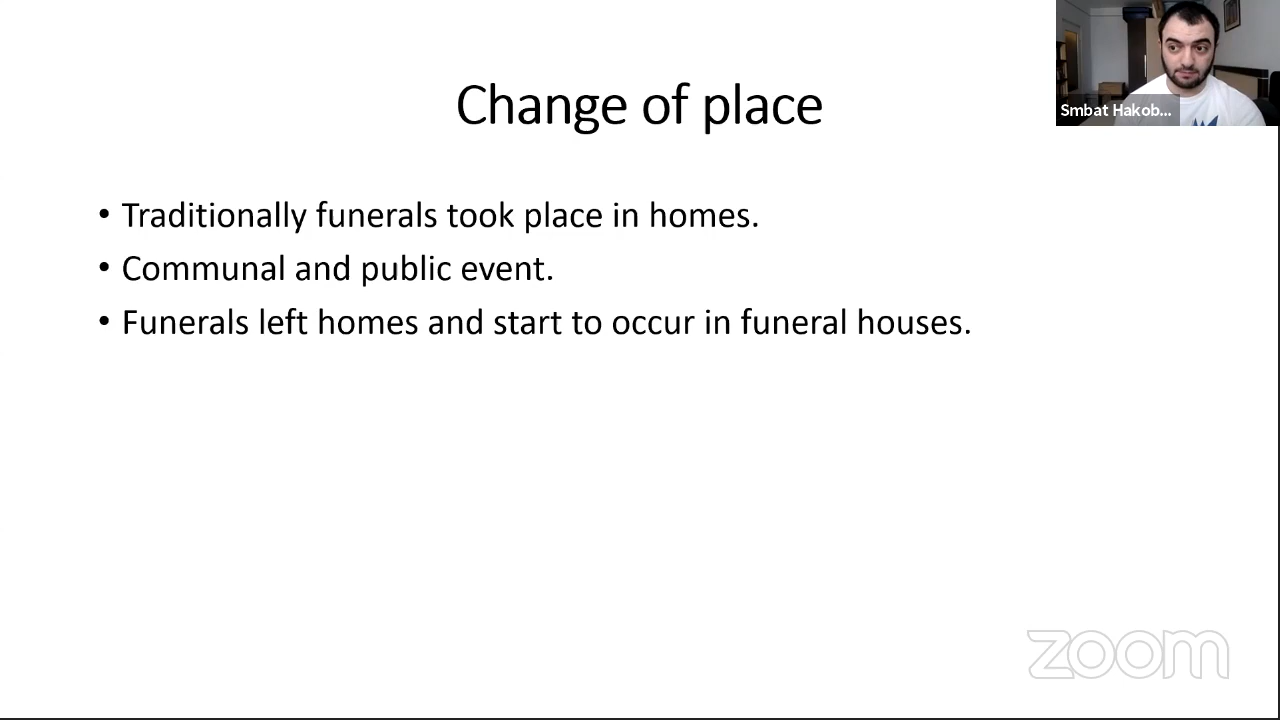 Change of place
Smbat Hakob...
• Traditionally funerals took place in homes.
• Communal and public event.
• Funerals left homes and start to occur in funeral houses.
zoom